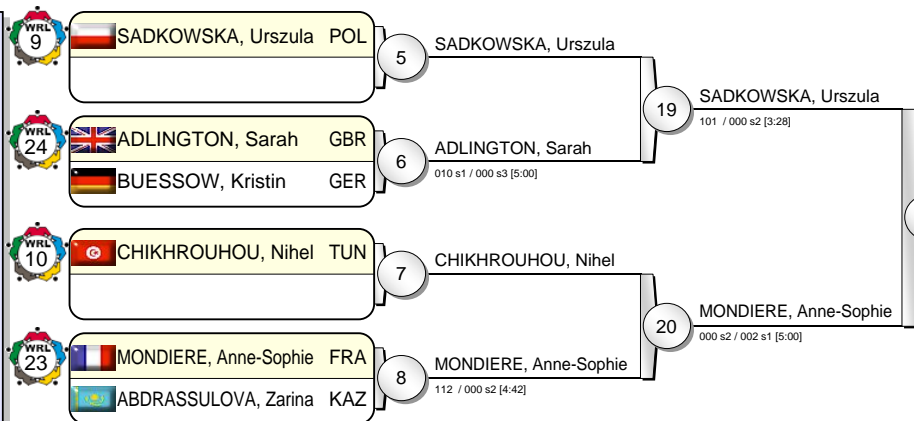 WRL
9
SADKOWSKA, Urszula POL
5
SADKOWSKA, Urszula
19
SADKOWSKA, Urszula
101 / 000 s2 [3:28]
WRL
24
ADLINGTON, Sarah GBR
BUESSOW, Kristin GER
6
ADLINGTON, Sarah
010 s1 / 000 s3 [5:00]
WRL
10
CHIKHROUHOU, Nihel TUN
7
CHIKHROUHOU, Nihel
20
MONDIERE, Anne-Sophie
000 s2 / 002 s1 [5:00]
WRL
23
MONDIERE, Anne-Sophie FRA
ABDRASSULOVA, Zarina KAZ
8
MONDIERE, Anne-Sophie
112 / 000 s2 [4:42]